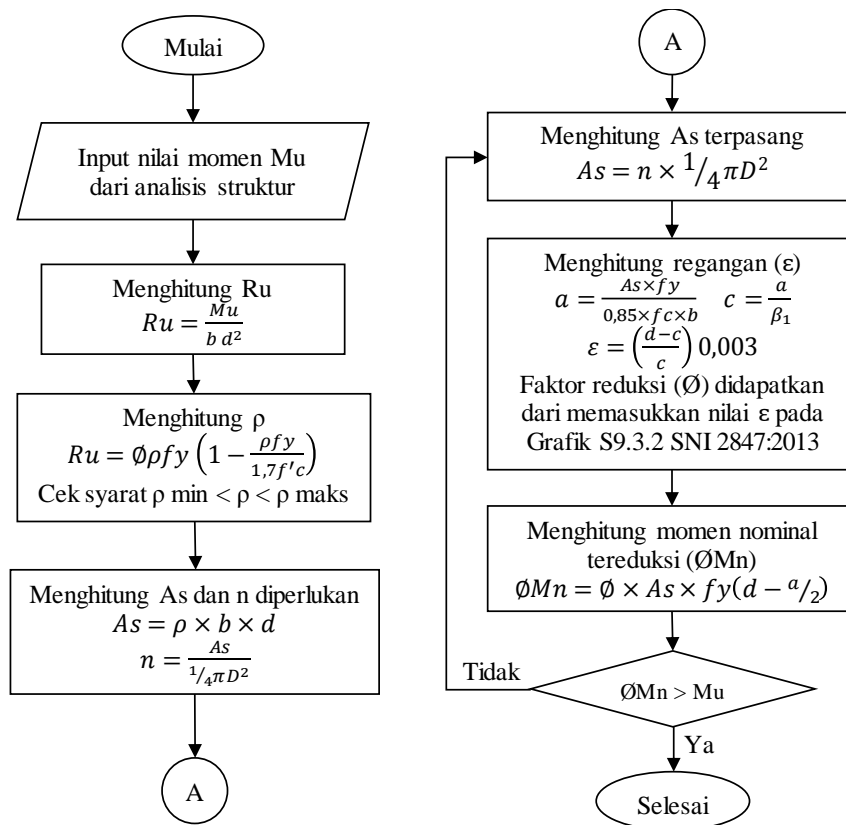 Mulai
Input nilai momen Mu
dari analisis struktur
Menghitung Ru
Ru = Mu / b d²
Menghitung ρ
Ru = ∅ρfy (1 − ρfy / 1,7f'c)
Cek syarat ρ min < ρ < ρ maks
Menghitung As dan n diperlukan
As = ρ × b × d
n = As / ¹/₄πD²
A
A
Menghitung As terpasang
As = n × ¹/₄πD²
Menghitung regangan (ε)
a = As×fy / 0,85×fc×b   c = a / β₁
ε = (d−c / c) 0,003
Faktor reduksi (Ø) didapatkan
dari memasukkan nilai ε pada
Grafik S9.3.2 SNI 2847:2013
Menghitung momen nominal
tereduksi (ØMn)
∅Mn = ∅ × As × fy(d − ᵃ/₂)
Tidak
ØMn > Mu
Ya
Selesai